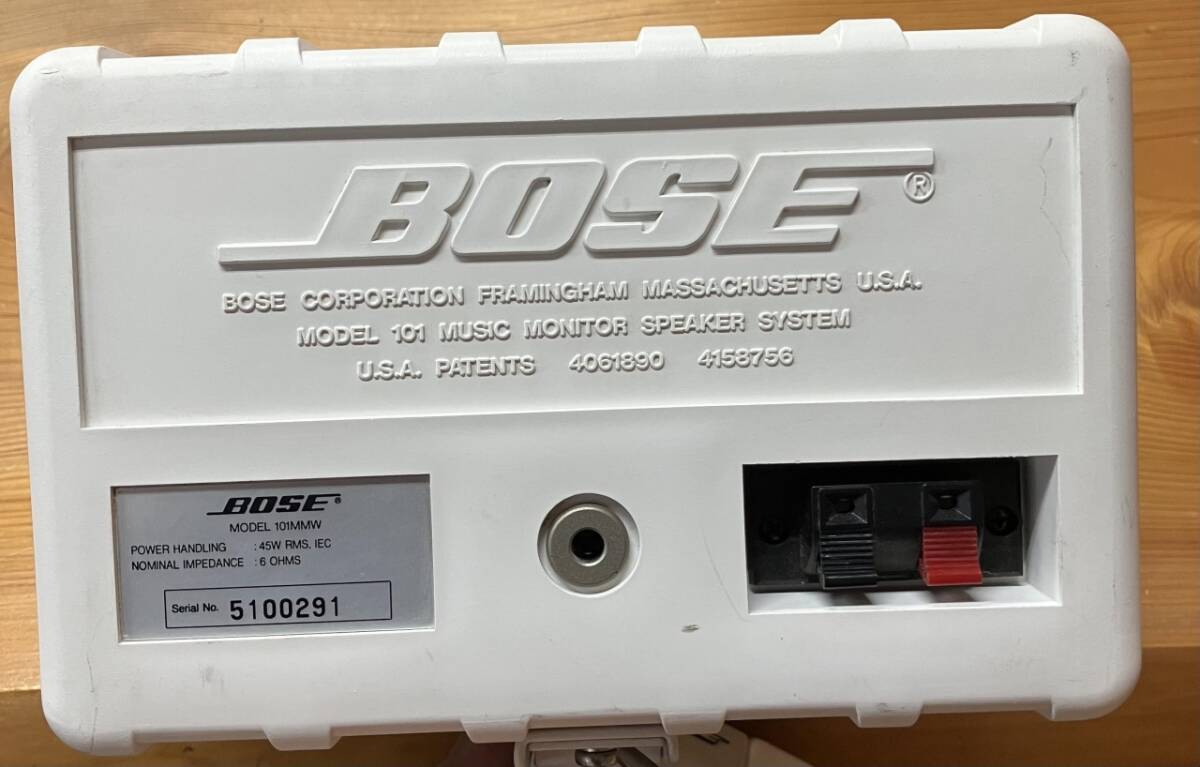 BOSE®
BOSE CORPORATION FRAMINGHAM MASSACHUSETTS U.S.A.
MODEL 101 MUSIC MONITOR SPEAKER SYSTEM
U.S.A. PATENTS 4061890 4158756
BOSE®
MODEL 101MMW
POWER HANDLING : 45W RMS. IEC
NOMINAL IMPEDANCE : 6 OHMS
Serial No. 5100291